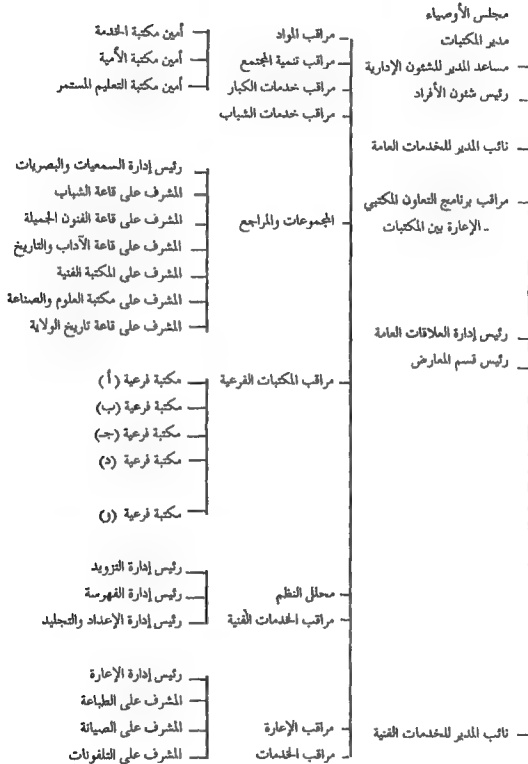 مجلس الأوصياء
مدير المكتبات
مساعد المدير للشئون الإدارية
رئيس شئون الأفراد
نائب المدير للخدمات العامة
مراقب برنامج التعاون المكتبي
ـ الإعارة بين المكتبات
رئيس إدارة العلاقات العامة
رئيس قسم المعارض
نائب المدير للخدمات الفنية
مراقب المواد
مراقب تنمية المجتمع
مراقب خدمات الكبار
مراقب خدمات الشباب
المجموعات والمراجع
مراقب المكتبات الفرعية
محلل النظم
مراقب الخدمات الفنية
مراقب الإعارة
مراقب الخدمات
أمين مكتبة الخدمة
أمين مكتبة الأمية
أمين مكتبة التعليم المستمر
رئيس إدارة السمعيات والبصريات
المشرف على قاعة الشباب
المشرف على قاعة الفنون الجميلة
المشرف على قاعة الآداب والتاريخ
المشرف على المكتبة الفنية
المشرف على مكتبة العلوم والصناعة
المشرف على قاعة تاريخ الولاية
مكتبة فرعية (أ)
مكتبة فرعية (ب)
مكتبة فرعية (جـ)
مكتبة فرعية (د)
مكتبة فرعية (و)
رئيس إدارة التزويد
رئيس إدارة الفهرسة
رئيس إدارة الإعداد والتجليد
رئيس إدارة الإعارة
المشرف على الطباعة
المشرف على الصيانة
المشرف على التلفونات